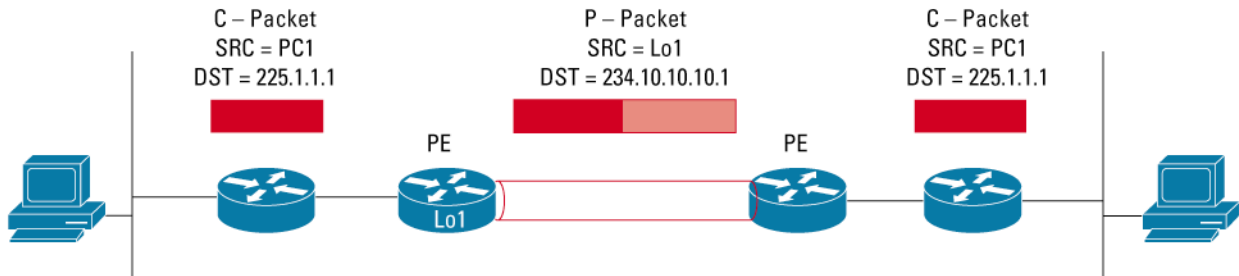 C – Packet
SRC = PC1
DST = 225.1.1.1
P – Packet
SRC = Lo1
DST = 234.10.10.10.1
C – Packet
SRC = PC1
DST = 225.1.1.1
PE
PE
Lo1